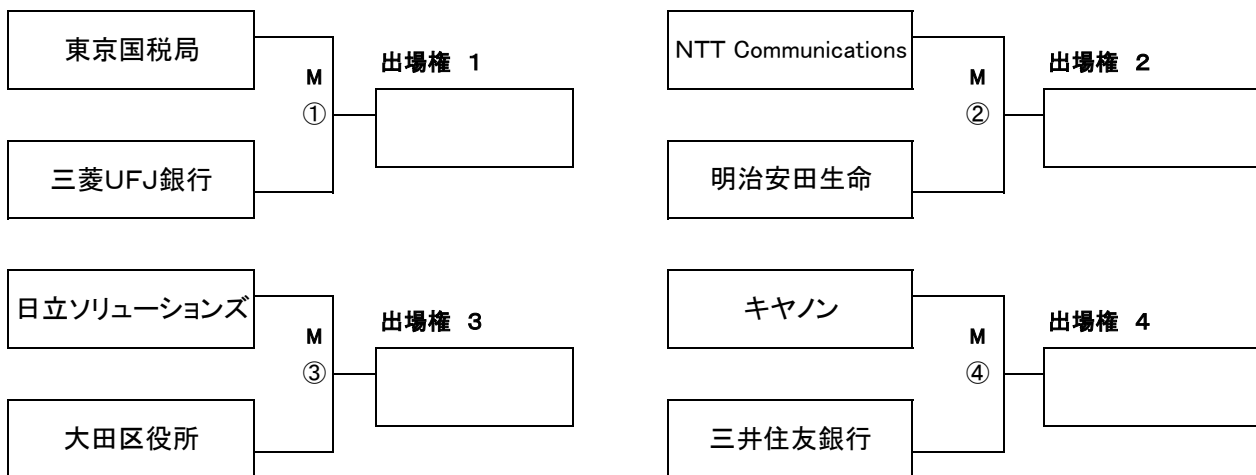 東京国税局
M
①
出場権 1
三菱UFJ銀行
NTT Communications
M
②
出場権 2
明治安田生命
日立ソリューションズ
M
③
出場権 3
大田区役所
キヤノン
M
④
出場権 4
三井住友銀行